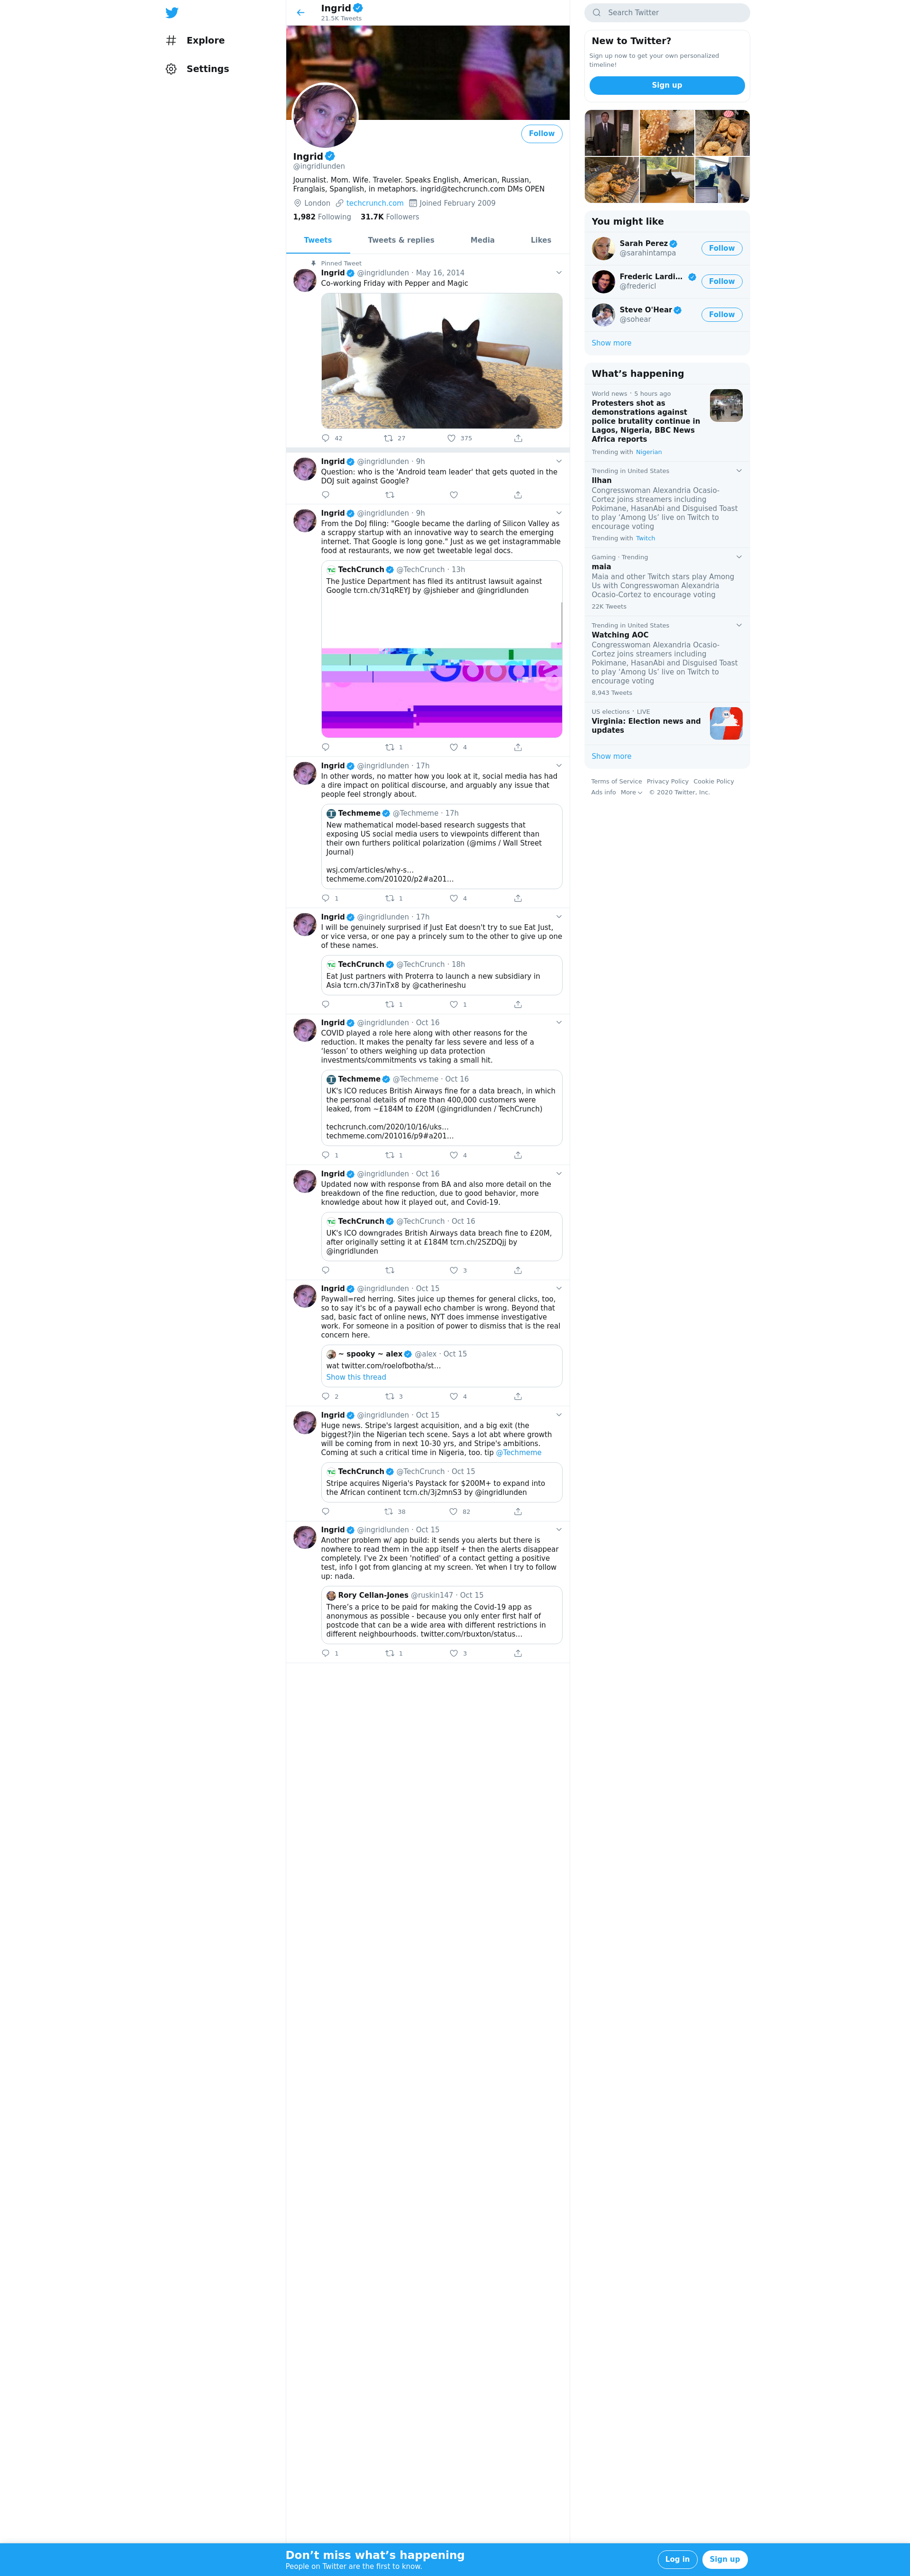 Explore
Settings
Ingrid
21.5K Tweets
Follow
Ingrid
@ingridlunden
Journalist. Mom. Wife. Traveler. Speaks English, American, Russian,
Franglais, Spanglish, in metaphors. ingrid@techcrunch.com DMs OPEN
London techcrunch.com Joined February 2009
1,982 Following 31.7K Followers
Tweets Tweets & replies Media Likes
Pinned Tweet
Ingrid @ingridlunden · May 16, 2014
Co-working Friday with Pepper and Magic
42 27 375
Ingrid @ingridlunden · 9h
Question: who is the 'Android team leader' that gets quoted in the
DOJ suit against Google?
Ingrid @ingridlunden · 9h
From the DoJ filing: "Google became the darling of Silicon Valley as
a scrappy startup with an innovative way to search the emerging
internet. That Google is long gone." Just as we get instagrammable
food at restaurants, we now get tweetable legal docs.
TechCrunch @TechCrunch · 13h
The Justice Department has filed its antitrust lawsuit against
Google tcrn.ch/31qREYJ by @jshieber and @ingridlunden
Google
1 4
Ingrid @ingridlunden · 17h
In other words, no matter how you look at it, social media has had
a dire impact on political discourse, and arguably any issue that
people feel strongly about.
Techmeme @Techmeme · 17h
New mathematical model-based research suggests that
exposing US social media users to viewpoints different than
their own furthers political polarization (@mims / Wall Street
Journal)
wsj.com/articles/why-s…
techmeme.com/201020/p2#a201…
1 1 4
Ingrid @ingridlunden · 17h
I will be genuinely surprised if Just Eat doesn't try to sue Eat Just,
or vice versa, or one pay a princely sum to the other to give up one
of these names.
TechCrunch @TechCrunch · 18h
Eat Just partners with Proterra to launch a new subsidiary in
Asia tcrn.ch/37inTx8 by @catherineshu
1 1
Ingrid @ingridlunden · Oct 16
COVID played a role here along with other reasons for the
reduction. It makes the penalty far less severe and less of a
‘lesson’ to others weighing up data protection
investments/commitments vs taking a small hit.
Techmeme @Techmeme · Oct 16
UK's ICO reduces British Airways fine for a data breach, in which
the personal details of more than 400,000 customers were
leaked, from ~£184M to £20M (@ingridlunden / TechCrunch)
techcrunch.com/2020/10/16/uks…
techmeme.com/201016/p9#a201…
1 1 4
Ingrid @ingridlunden · Oct 16
Updated now with response from BA and also more detail on the
breakdown of the fine reduction, due to good behavior, more
knowledge about how it played out, and Covid-19.
TechCrunch @TechCrunch · Oct 16
UK's ICO downgrades British Airways data breach fine to £20M,
after originally setting it at £184M tcrn.ch/2SZDQjj by
@ingridlunden
3
Ingrid @ingridlunden · Oct 15
Paywall=red herring. Sites juice up themes for general clicks, too,
so to say it's bc of a paywall echo chamber is wrong. Beyond that
sad, basic fact of online news, NYT does immense investigative
work. For someone in a position of power to dismiss that is the real
concern here.
~ spooky ~ alex @alex · Oct 15
wat twitter.com/roelofbotha/st…
Show this thread
2 3 4
Ingrid @ingridlunden · Oct 15
Huge news. Stripe's largest acquisition, and a big exit (the
biggest?)in the Nigerian tech scene. Says a lot abt where growth
will be coming from in next 10-30 yrs, and Stripe's ambitions.
Coming at such a critical time in Nigeria, too. tip @Techmeme
TechCrunch @TechCrunch · Oct 15
Stripe acquires Nigeria's Paystack for $200M+ to expand into
the African continent tcrn.ch/3j2mnS3 by @ingridlunden
38 82
Ingrid @ingridlunden · Oct 15
Another problem w/ app build: it sends you alerts but there is
nowhere to read them in the app itself + then the alerts disappear
completely. I've 2x been ‘notified’ of a contact getting a positive
test, info I got from glancing at my screen. Yet when I try to follow
up: nada.
Rory Cellan-Jones @ruskin147 · Oct 15
There’s a price to be paid for making the Covid-19 app as
anonymous as possible - because you only enter first half of
postcode that can be a wide area with different restrictions in
different neighbourhoods. twitter.com/rbuxton/status…
1 1 3
Search Twitter
New to Twitter?
Sign up now to get your own personalized
timeline!
Sign up
You might like
Sarah Perez
@sarahintampa
Follow
Frederic Lardi…
@fredericl
Follow
Steve O'Hear
@sohear
Follow
Show more
What’s happening
World news · 5 hours ago
Protesters shot as
demonstrations against
police brutality continue in
Lagos, Nigeria, BBC News
Africa reports
Trending with Nigerian
Trending in United States
Ilhan
Congresswoman Alexandria Ocasio-
Cortez joins streamers including
Pokimane, HasanAbi and Disguised Toast
to play ‘Among Us’ live on Twitch to
encourage voting
Trending with Twitch
Gaming · Trending
maia
Maia and other Twitch stars play Among
Us with Congresswoman Alexandria
Ocasio-Cortez to encourage voting
22K Tweets
Trending in United States
Watching AOC
Congresswoman Alexandria Ocasio-
Cortez joins streamers including
Pokimane, HasanAbi and Disguised Toast
to play ‘Among Us’ live on Twitch to
encourage voting
8,943 Tweets
US elections · LIVE
Virginia: Election news and
updates
Show more
Terms of Service Privacy Policy Cookie Policy
Ads info More © 2020 Twitter, Inc.
Don’t miss what’s happening
People on Twitter are the first to know.
Log in
Sign up